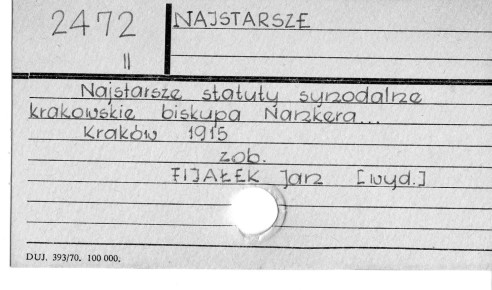 2472
II
NAJSTARSZE
Najstarsze statuty synodalne
krakowskie biskupa Nankera...
Kraków 1915
zob.
FIJAŁEK Jan [wyd.]
DUJ. 393/70. 100 000.